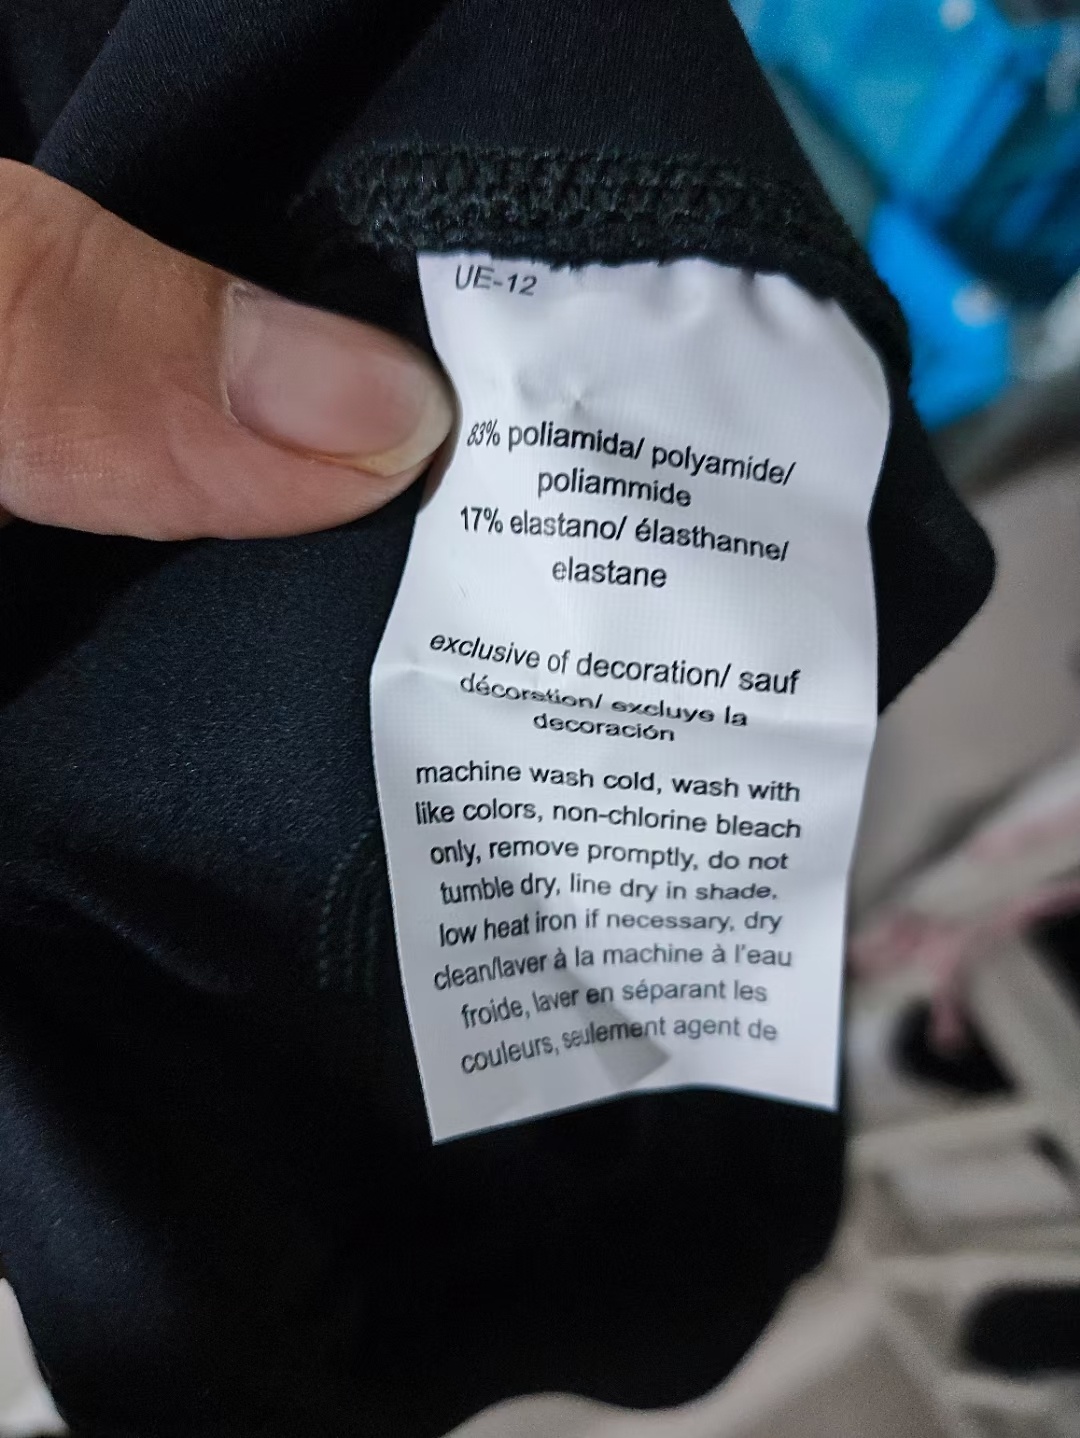 UE-12
83% poliamida/ polyamide/
poliammide
17% elastano/ élasthanne/
elastane
exclusive of decoration/ sauf
décoration/ excluye la
decoración
machine wash cold, wash with
like colors, non-chlorine bleach
only, remove promptly, do not
tumble dry, line dry in shade,
low heat iron if necessary, dry
clean/laver à la machine à l'eau
froide, laver en séparant les
couleurs, seulement agent de